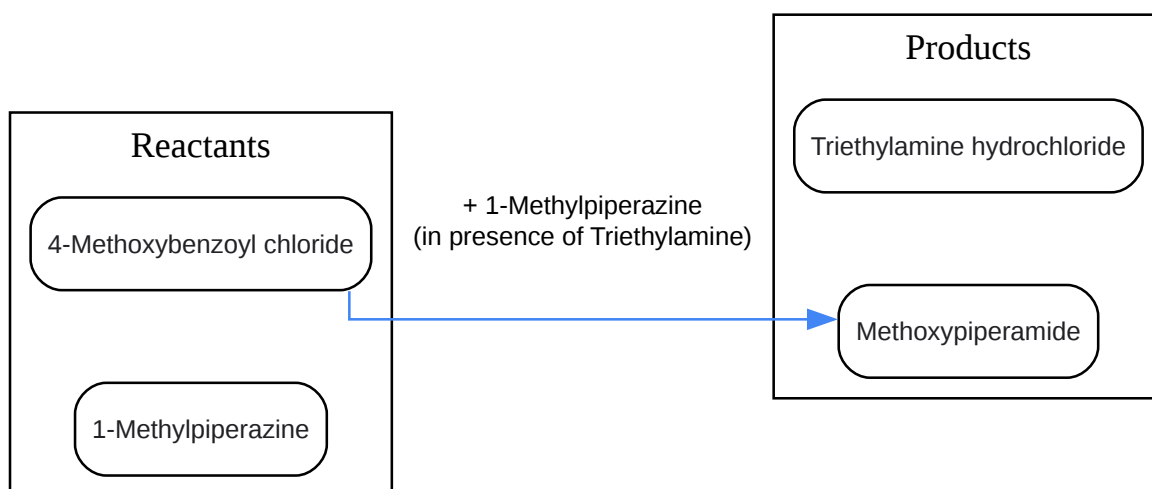 Reactants
4-Methoxybenzoyl chloride
1-Methylpiperazine
+ 1-Methylpiperazine
(in presence of Triethylamine)
Products
Triethylamine hydrochloride
Methoxypiperamide